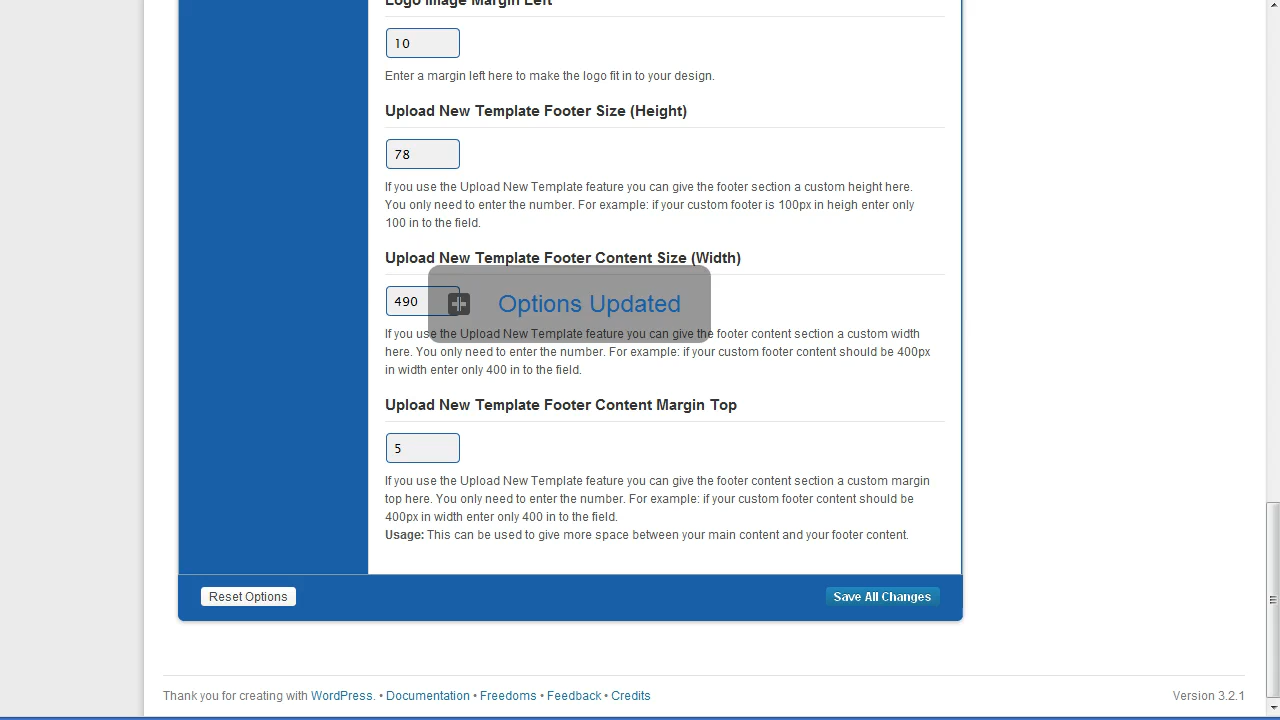 Logo Image Margin Left
10
Enter a margin left here to make the logo fit in to your design.
Upload New Template Footer Size (Height)
78
If you use the Upload New Template feature you can give the footer section a custom height here.
You only need to enter the number. For example: if your custom footer is 100px in heigh enter only
100 in to the field.
Upload New Template Footer Content Size (Width)
490
Options Updated
If you use the Upload New Template feature you can give the footer content section a custom width
here. You only need to enter the number. For example: if your custom footer content should be 400px
in width enter only 400 in to the field.
Upload New Template Footer Content Margin Top
5
If you use the Upload New Template feature you can give the footer content section a custom margin
top here. You only need to enter the number. For example: if your custom footer content should be
400px in width enter only 400 in to the field.
Usage: This can be used to give more space between your main content and your footer content.
Reset Options
Save All Changes
Thank you for creating with WordPress. • Documentation • Freedoms • Feedback • Credits
Version 3.2.1